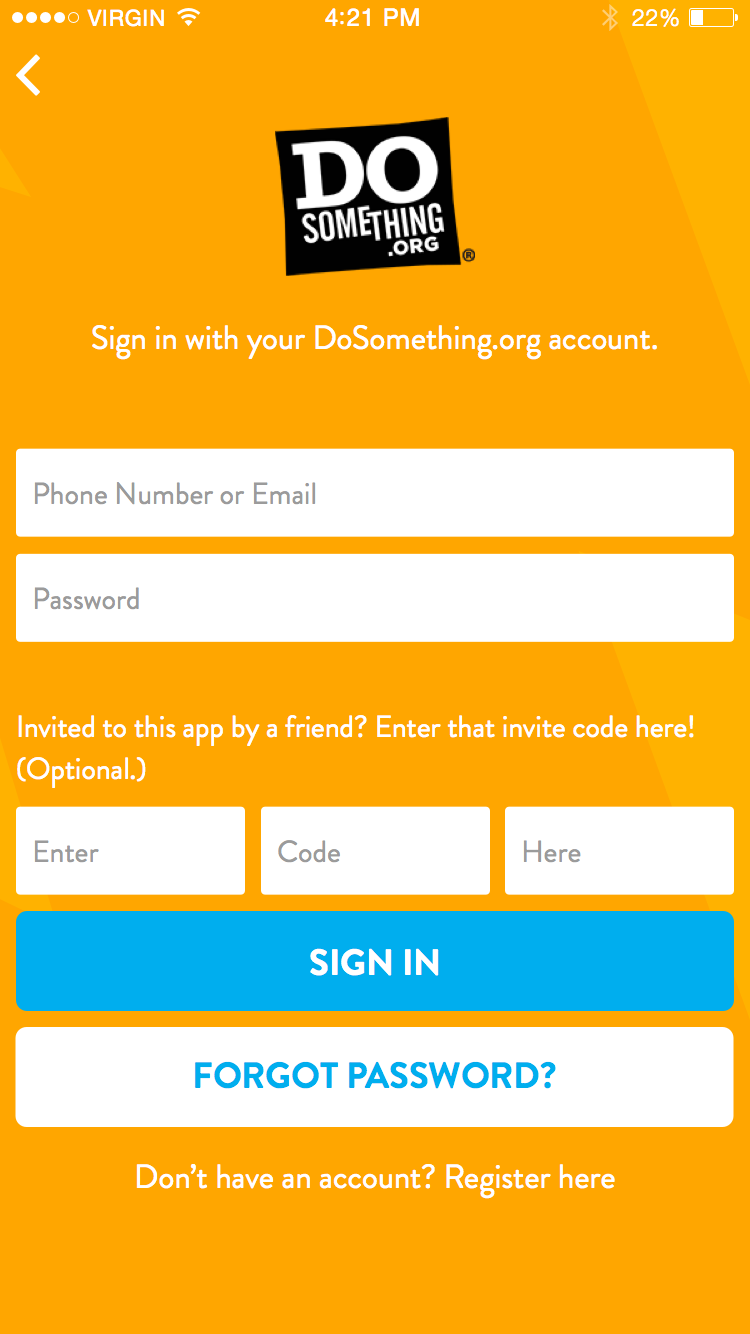 VIRGIN 4:21 PM 22%
DO
SOMETHING
.ORG ®
Sign in with your DoSomething.org account.
Phone Number or Email
Password
Invited to this app by a friend? Enter that invite code here!
(Optional.)
Enter Code Here
SIGN IN
FORGOT PASSWORD?
Don’t have an account? Register here